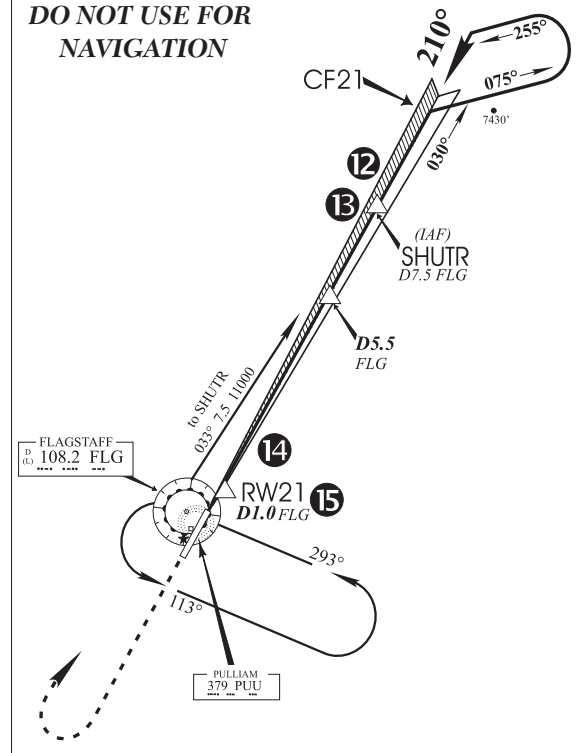 DO NOT USE FOR
NAVIGATION
210°
255°
CF21
075°
7430'
030°
12
13
(IAF)
SHUTR
D7.5 FLG
D5.5
FLG
to SHUTR
033° 7.5 11000
FLAGSTAFF
D
(L) 108.2 FLG
14
RW21 15
D1.0 FLG
293°
113°
PULLIAM
379 PUU